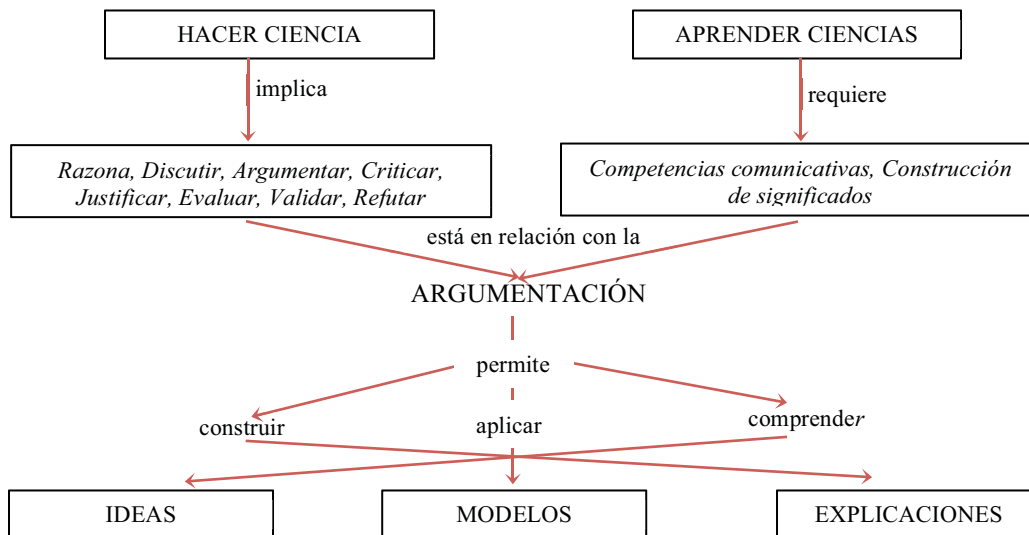 HACER CIENCIA
APRENDER CIENCIAS
implica
requiere
Razona, Discutir, Argumentar, Criticar,
Justificar, Evaluar, Validar, Refutar
Competencias comunicativas, Construcción
de significados
está en relación con la
ARGUMENTACIÓN
permite
construir
aplicar
comprender
IDEAS
MODELOS
EXPLICACIONES